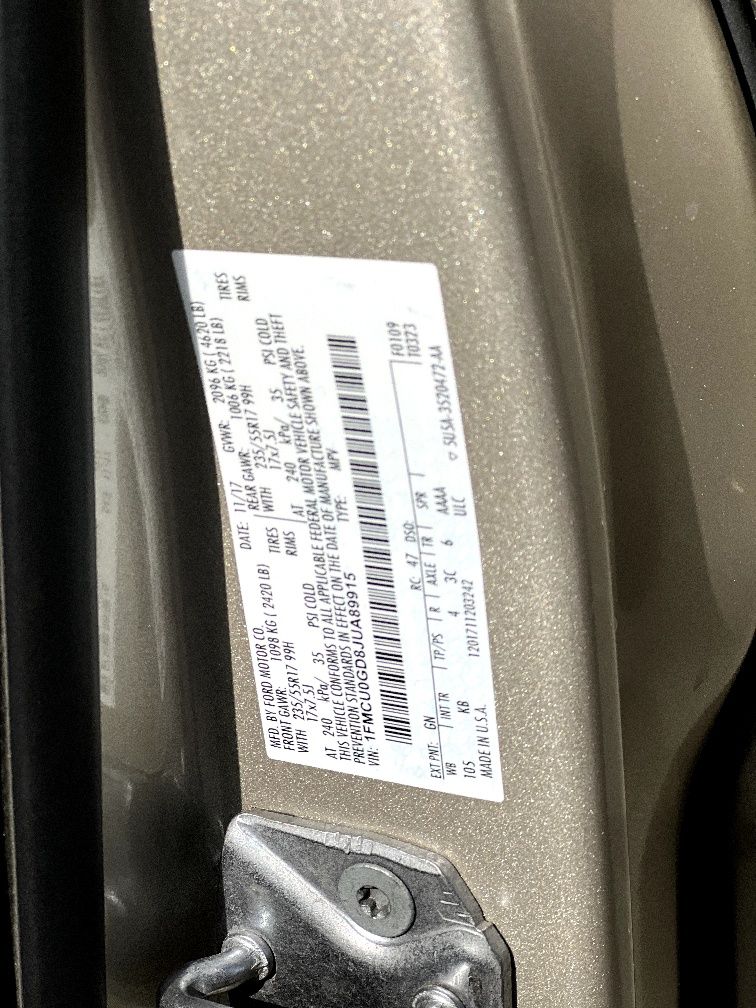 MFD. BY FORD MOTOR CO.
DATE: 11/17 GVWR: 2096 KG ( 4620 LB)
FRONT GAWR: 1098 KG ( 2420 LB) REAR GAWR: 1006 KG ( 2218 LB)
WITH 235/55R17 99H TIRES WITH 235/55R17 99H TIRES
17x7.5J RIMS 17x7.5J RIMS
AT 240 kPa/ 35 PSI COLD AT 240 kPa/ 35 PSI COLD
THIS VEHICLE CONFORMS TO ALL APPLICABLE FEDERAL MOTOR VEHICLE SAFETY AND THEFT
PREVENTION STANDARDS IN EFFECT ON THE DATE OF MANUFACTURE SHOWN ABOVE.
VIN: 1FMCU0GD8JUA89915 TYPE: MPV
F0109
T0323
EXT PNT: GN RC: 47 DSO:
WB INT TR TP/PS R AXLE TR SPR
105 KB 4 3C 6 AAAA
ULC
MADE IN U.S.A. 1201711203242 ▽ 5U5A-3520472-AA